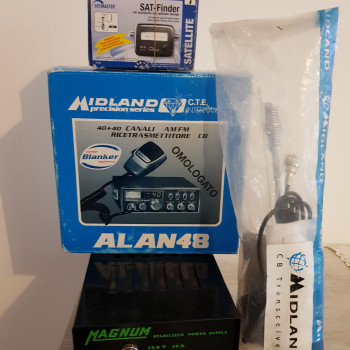 SAT-Finder
SATELLITE
MIDLAND
precision series
C.T.E.
40+40 CANALI AM FM
RICETRASMETTITORE CB
Blanker
OMOLOGATO
ALAN48
MAGNUM
STABILIZED POWER SUPPLY
MIDLAND
CB Transceive